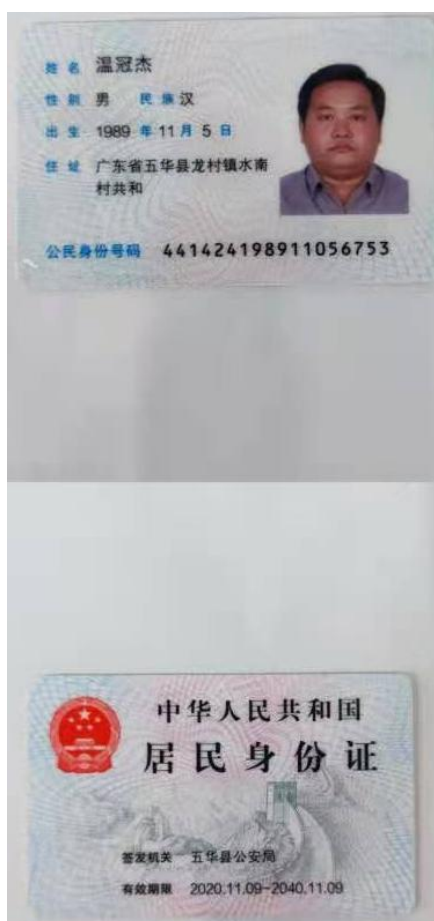 姓名 温冠杰
性别 男 民族 汉
出生 1989 年 11 月 5 日
住址 广东省五华县龙村镇水南
村共和
公民身份号码 441424198911056753
中华人民共和国
居民身份证
签发机关 五华县公安局
有效期限 2020.11.09-2040.11.09